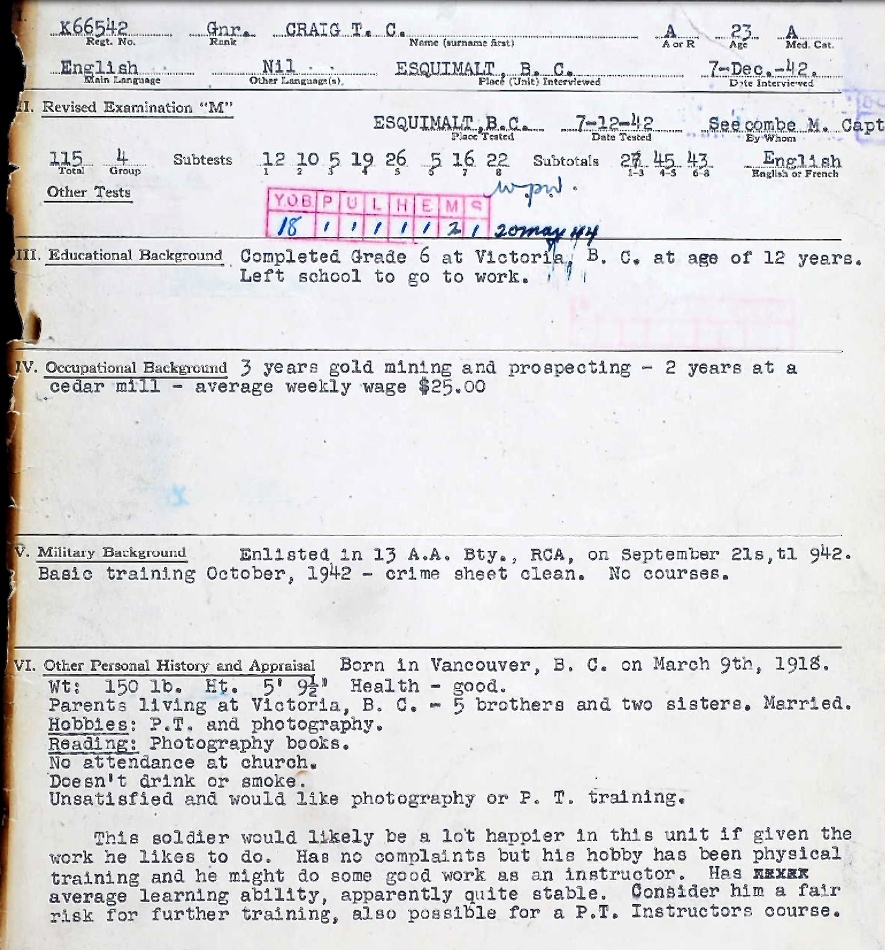 I.
K66542 Gnr. CRAIG T. C. A 23 A
Regt. No. Rank Name (surname first) A or R Age Med. Cat.
English Nil ESQUIMALT, B. C. 7-Dec.-42.
Main Language Other Language(s). Place (Unit) Interviewed Date Interviewed
II. Revised Examination "M"
ESQUIMALT,B.C. 7-12-42 Seecombe M. Capt
Place Tested Date Tested By Whom
115 4 Subtests 12 10 5 19 26 5 16 22 Subtotals 27 45 43 English
Total Group 1 2 3 4 5 6 7 8 1-3 4-5 6-8 English or French
Other Tests
YOB P U L H E M S
18 1 1 1 1 1 2 1 20 may 44
III. Educational Background Completed Grade 6 at Victoria, B. C. at age of 12 years.
Left school to go to work.
IV. Occupational Background 3 years gold mining and prospecting - 2 years at a
cedar mill - average weekly wage $25.00
V. Military Background Enlisted in 13 A.A. Bty., RCA, on September 21s,t1 942.
Basic training October, 1942 - crime sheet clean. No courses.
VI. Other Personal History and Appraisal Born in Vancouver, B. C. on March 9th, 1918.
Wt: 150 lb. Ht. 5' 9½" Health - good.
Parents living at Victoria, B. C. - 5 brothers and two sisters. Married.
Hobbies: P.T. and photography.
Reading: Photography books.
No attendance at church.
Doesn't drink or smoke.
Unsatisfied and would like photography or P. T. training.
This soldier would likely be a lot happier in this unit if given the
work he likes to do. Has no complaints but his hobby has been physical
training and he might do some good work as an instructor. Has
average learning ability, apparently quite stable. Consider him a fair
risk for further training, also possible for a P.T. Instructors course.